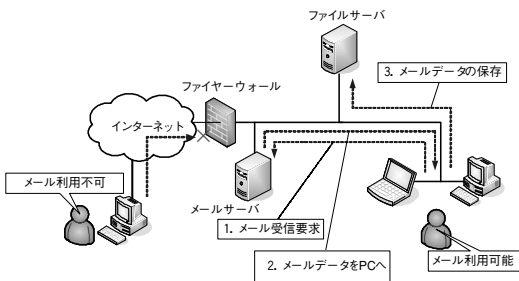 ファイルサーバ
3. メールデータの保存
ファイヤーウォール
インターネット
メール利用不可
メールサーバ
1. メール受信要求
2. メールデータをPCへ
メール利用可能